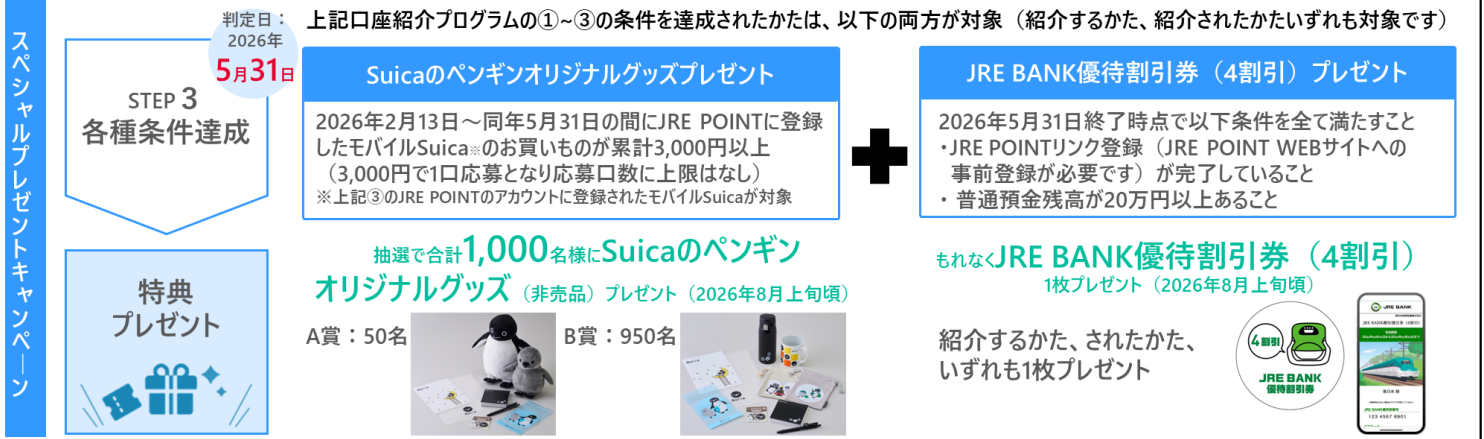 スペシャルプレゼントキャンペーン
判定日：
2026年
5月31日
STEP 3
各種条件達成
特典
プレゼント
上記口座紹介プログラムの①~③の条件を達成されたかたは、以下の両方が対象（紹介するかた、紹介されたかたいずれも対象です）
Suicaのペンギンオリジナルグッズプレゼント
2026年2月13日～同年5月31日の間にJRE POINTに登録
したモバイルSuica※のお買いものが累計3,000円以上
（3,000円で1口応募となり応募口数に上限はなし）
※上記③のJRE POINTのアカウントに登録されたモバイルSuicaが対象
抽選で合計1,000名様にSuicaのペンギン
オリジナルグッズ（非売品）プレゼント（2026年8月上旬頃）
A賞：50名
B賞：950名
JRE BANK優待割引券（4割引）プレゼント
2026年5月31日終了時点で以下条件を全て満たすこと
・JRE POINTリンク登録（JRE POINT WEBサイトへの
事前登録が必要です）が完了していること
・普通預金残高が20万円以上あること
もれなくJRE BANK優待割引券（4割引）
1枚プレゼント（2026年8月上旬頃）
紹介するかた、されたかた、
いずれも1枚プレゼント
4割引
JRE BANK
優待割引券
JRE BANK
JRE BANK優待割引券（4割引）
123 4567 8901